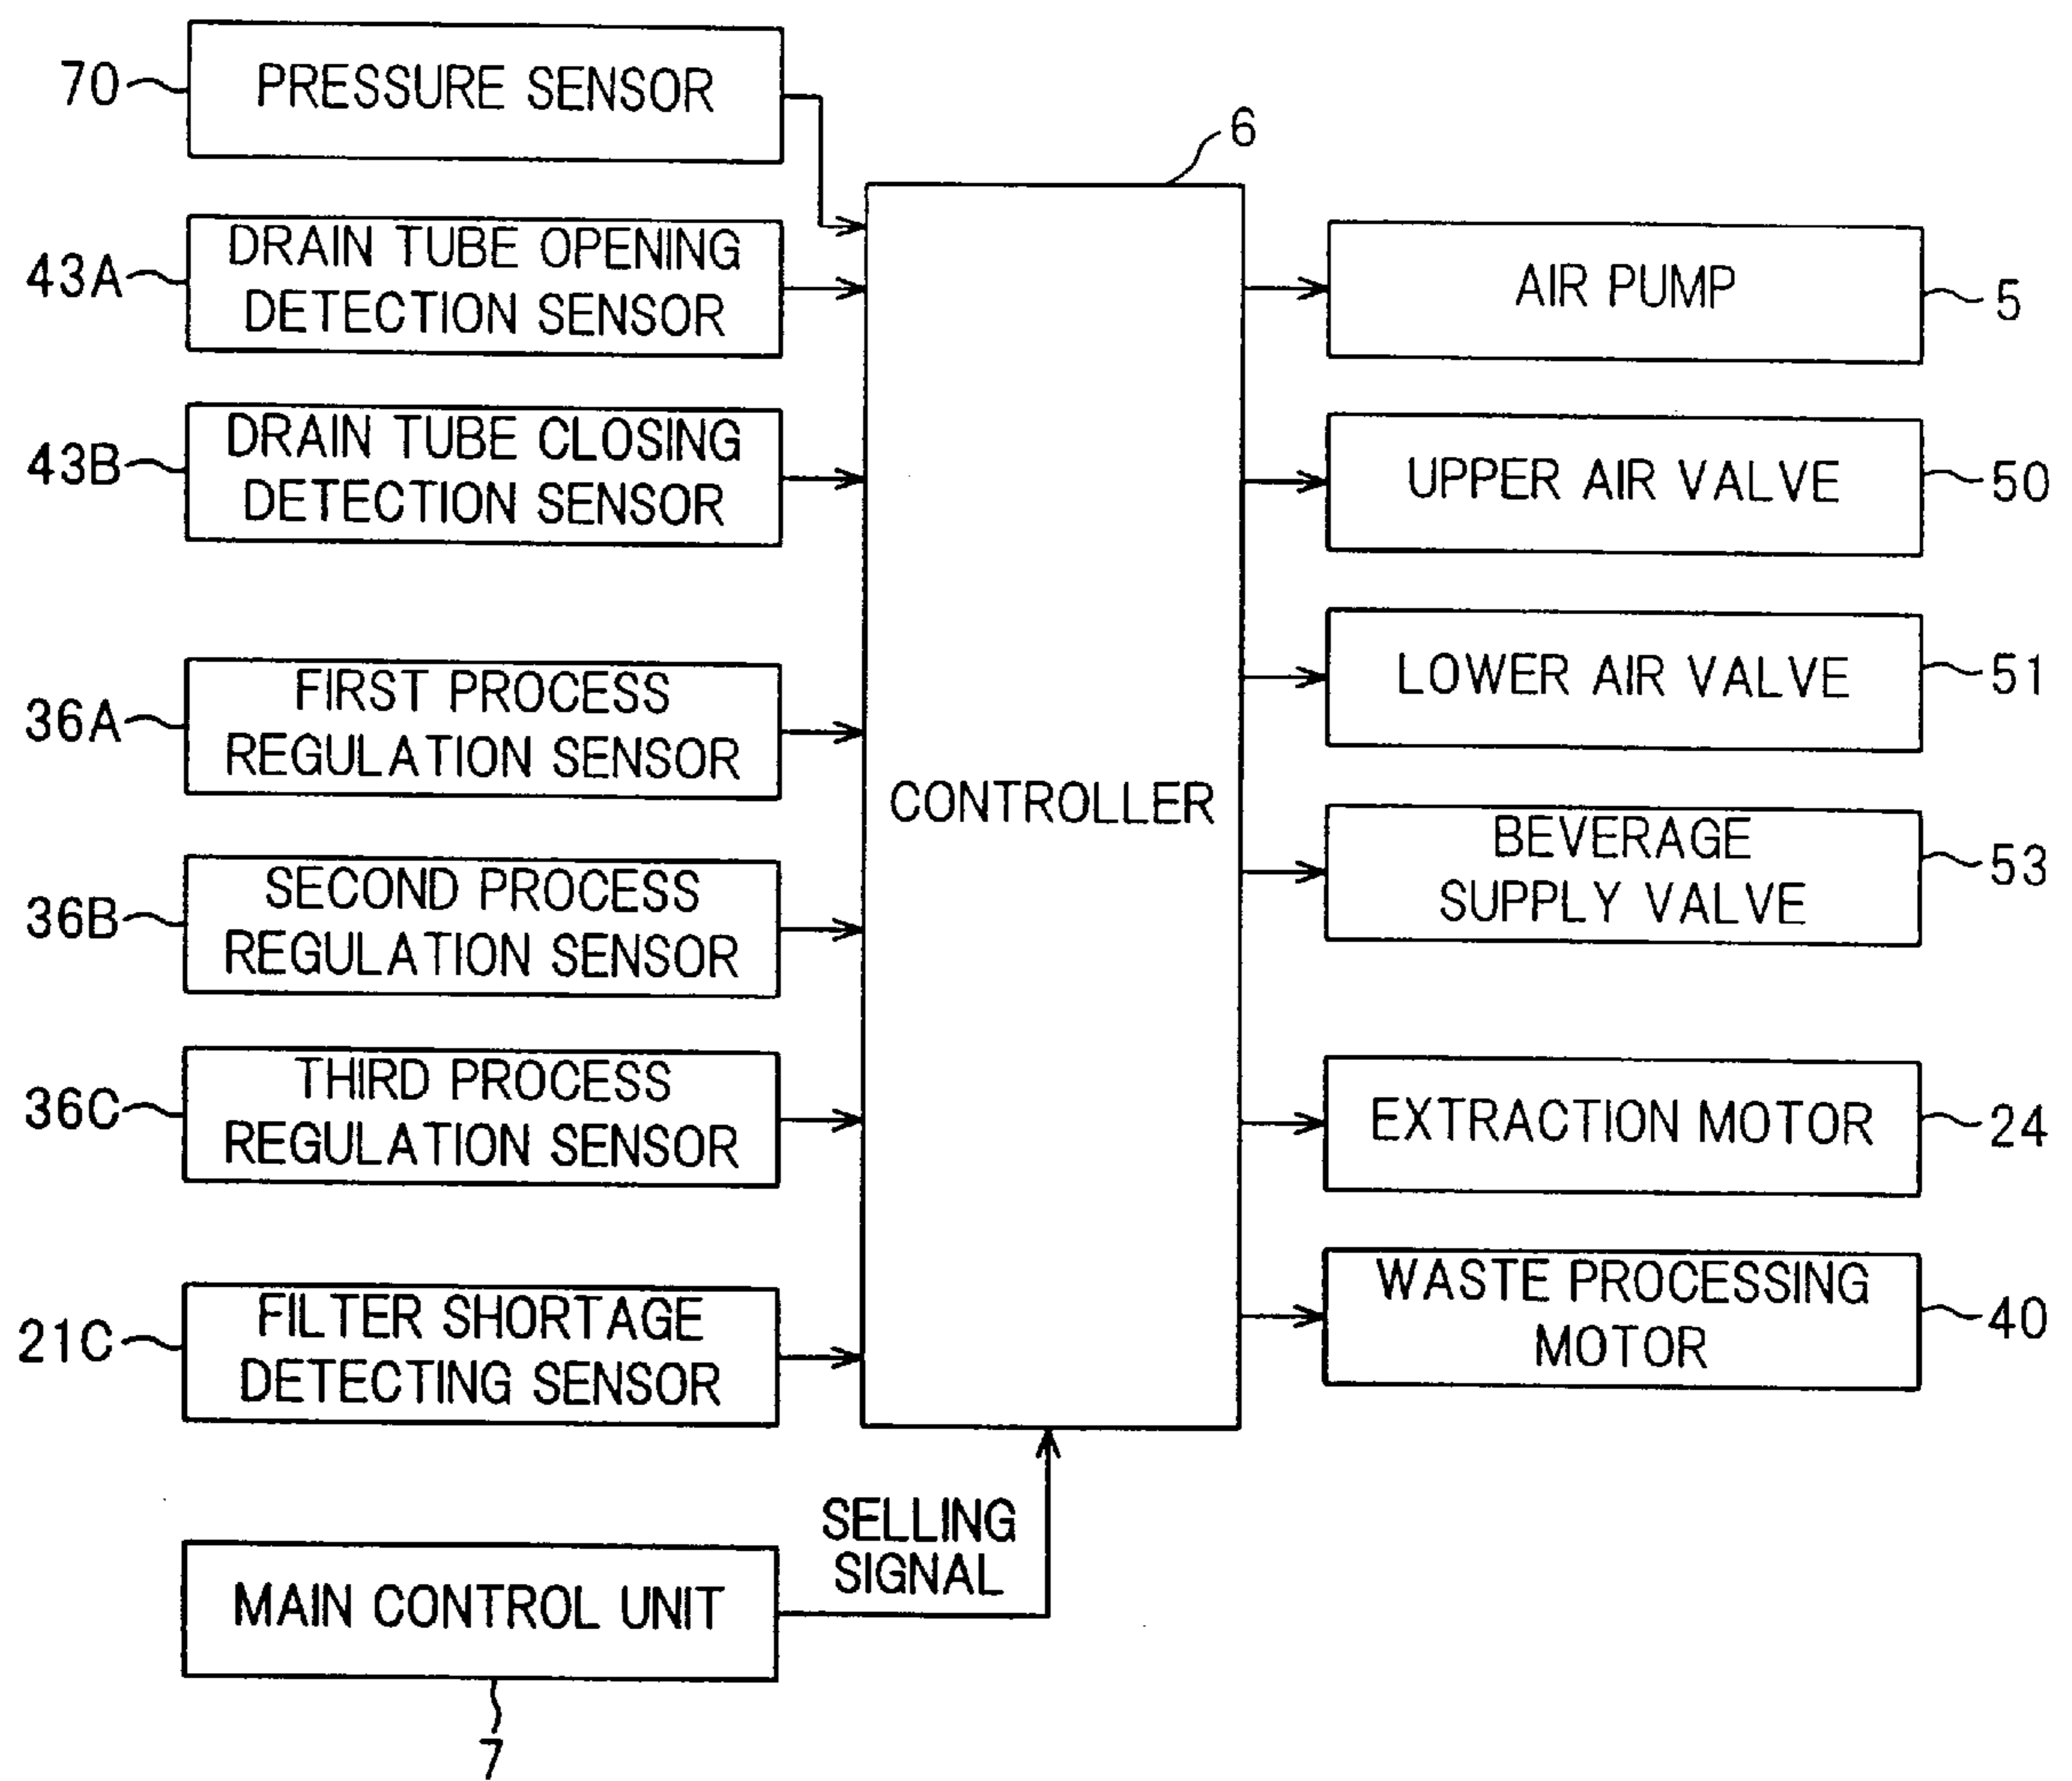 70
PRESSURE SENSOR
43A
DRAIN TUBE OPENING
DETECTION SENSOR
43B
DRAIN TUBE CLOSING
DETECTION SENSOR
36A
FIRST PROCESS
REGULATION SENSOR
36B
SECOND PROCESS
REGULATION SENSOR
36C
THIRD PROCESS
REGULATION SENSOR
21C
FILTER SHORTAGE
DETECTING SENSOR
MAIN CONTROL UNIT
7
SELLING
SIGNAL
6
CONTROLLER
AIR PUMP
5
UPPER AIR VALVE
50
LOWER AIR VALVE
51
BEVERAGE
SUPPLY VALVE
53
EXTRACTION MOTOR
24
WASTE PROCESSING
MOTOR
40